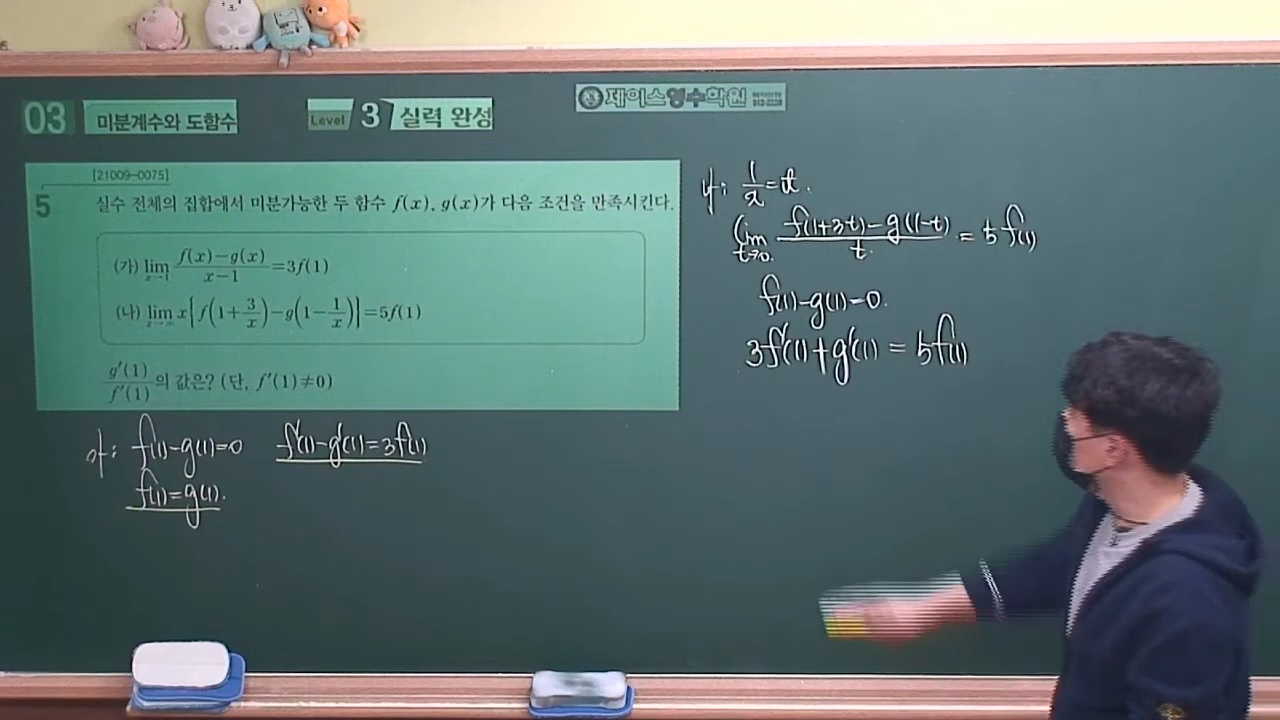 03 미분계수와 도함수 Level 3 실력 완성
제이스영수학원
[21009-0075]
5 실수 전체의 집합에서 미분가능한 두 함수 f(x), g(x)가 다음 조건을 만족시킨다.
(가) lim x→1 f(x)-g(x) / x-1 = 3f(1)
(나) lim x→∞ x{f(1+3/x)-g(1-1/x)}=5f(1)
g′(1)/f′(1)의 값은? (단, f′(1)≠0)
가: f(1)-g(1)=0 f′(1)-g′(1)=3f(1)
f(1)=g(1).
나: 1/x=t.
lim t→0 f(1+3t)-g(1-t) / t = 5f(1)
f(1)-g(1)=0.
3f′(1)+g′(1)=5f(1)